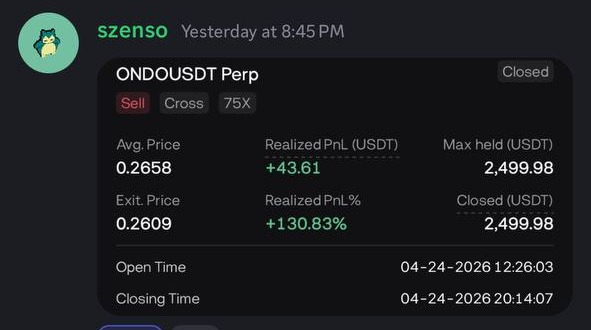 szenso Yesterday at 8:45 PM
ONDOUSDT Perp Closed
Sell Cross 75X
Avg. Price Realized PnL (USDT) Max held (USDT)
0.2658 +43.61 2,499.98
Exit. Price Realized PnL% Closed (USDT)
0.2609 +130.83% 2,499.98
Open Time 04-24-2026 12:26:03
Closing Time 04-24-2026 20:14:07